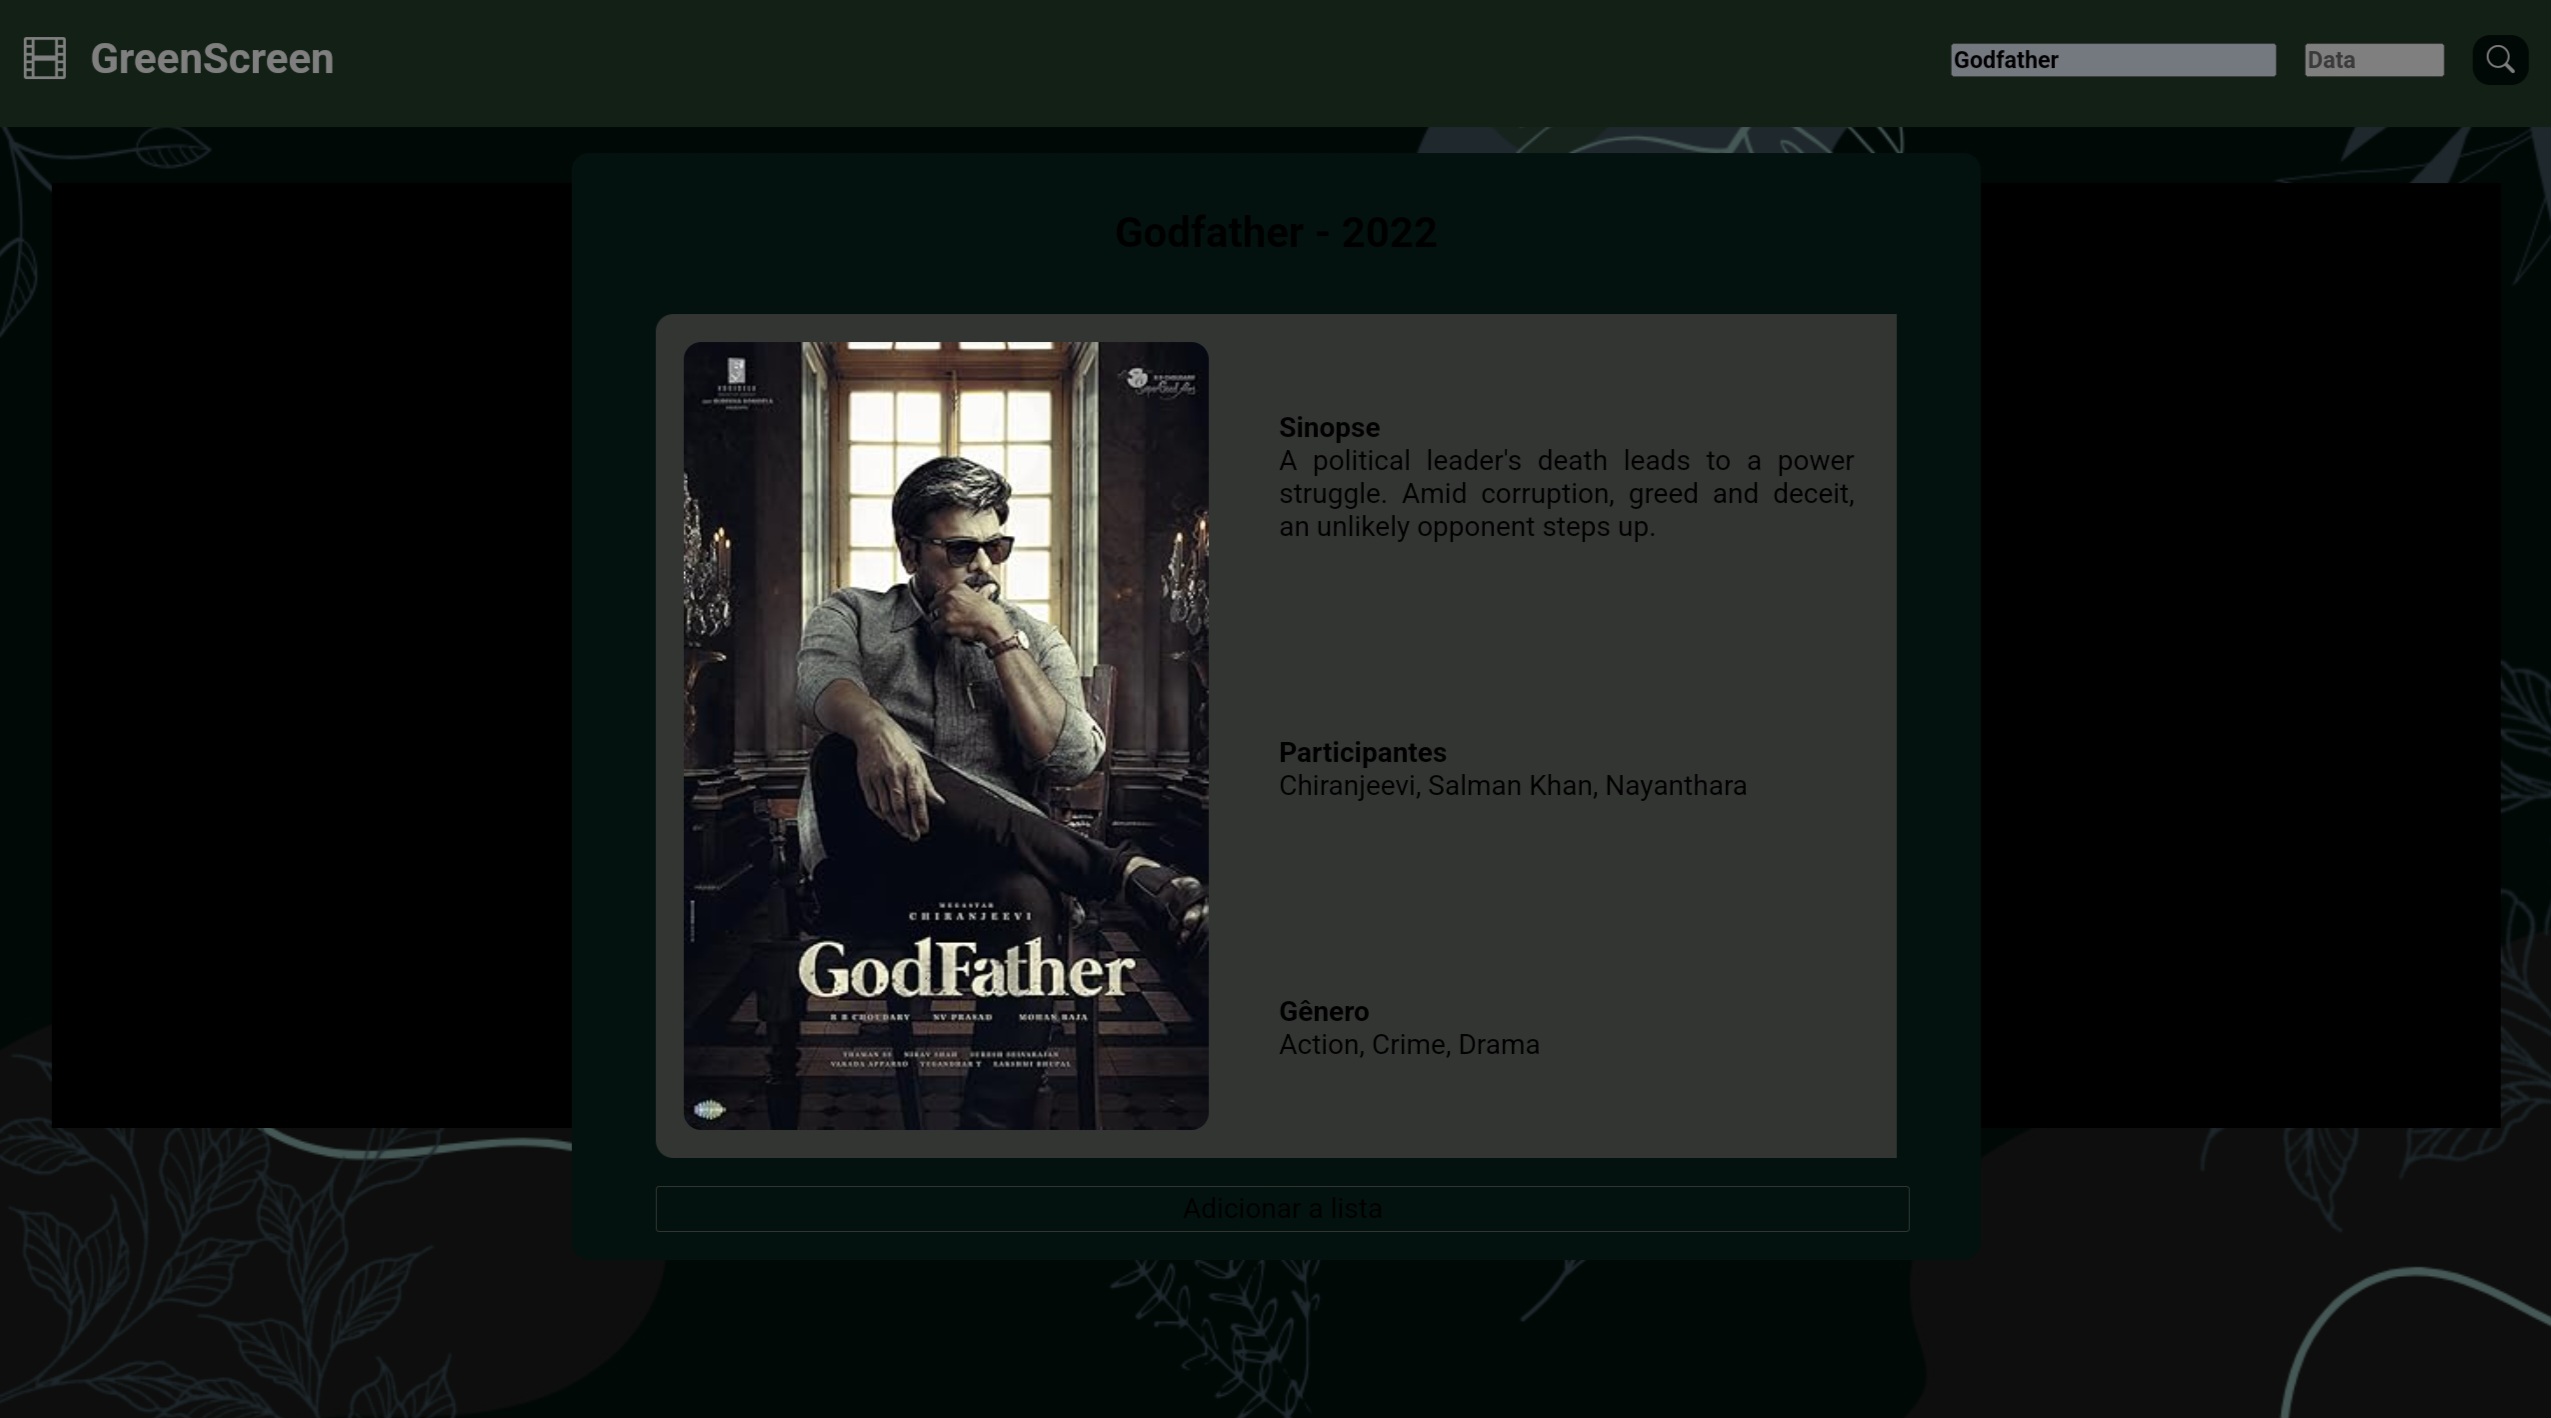 GreenScreen
Godfather
Data
Godfather - 2022
MEGASTAR
CHIRANJEEVI
GodFather
R B CHOUDARY NV PRASAD MOHAN RAJA
Sinopse
A political leader's death leads to a power
struggle. Amid corruption, greed and deceit,
an unlikely opponent steps up.
Participantes
Chiranjeevi, Salman Khan, Nayanthara
Gênero
Action, Crime, Drama
Adicionar a lista